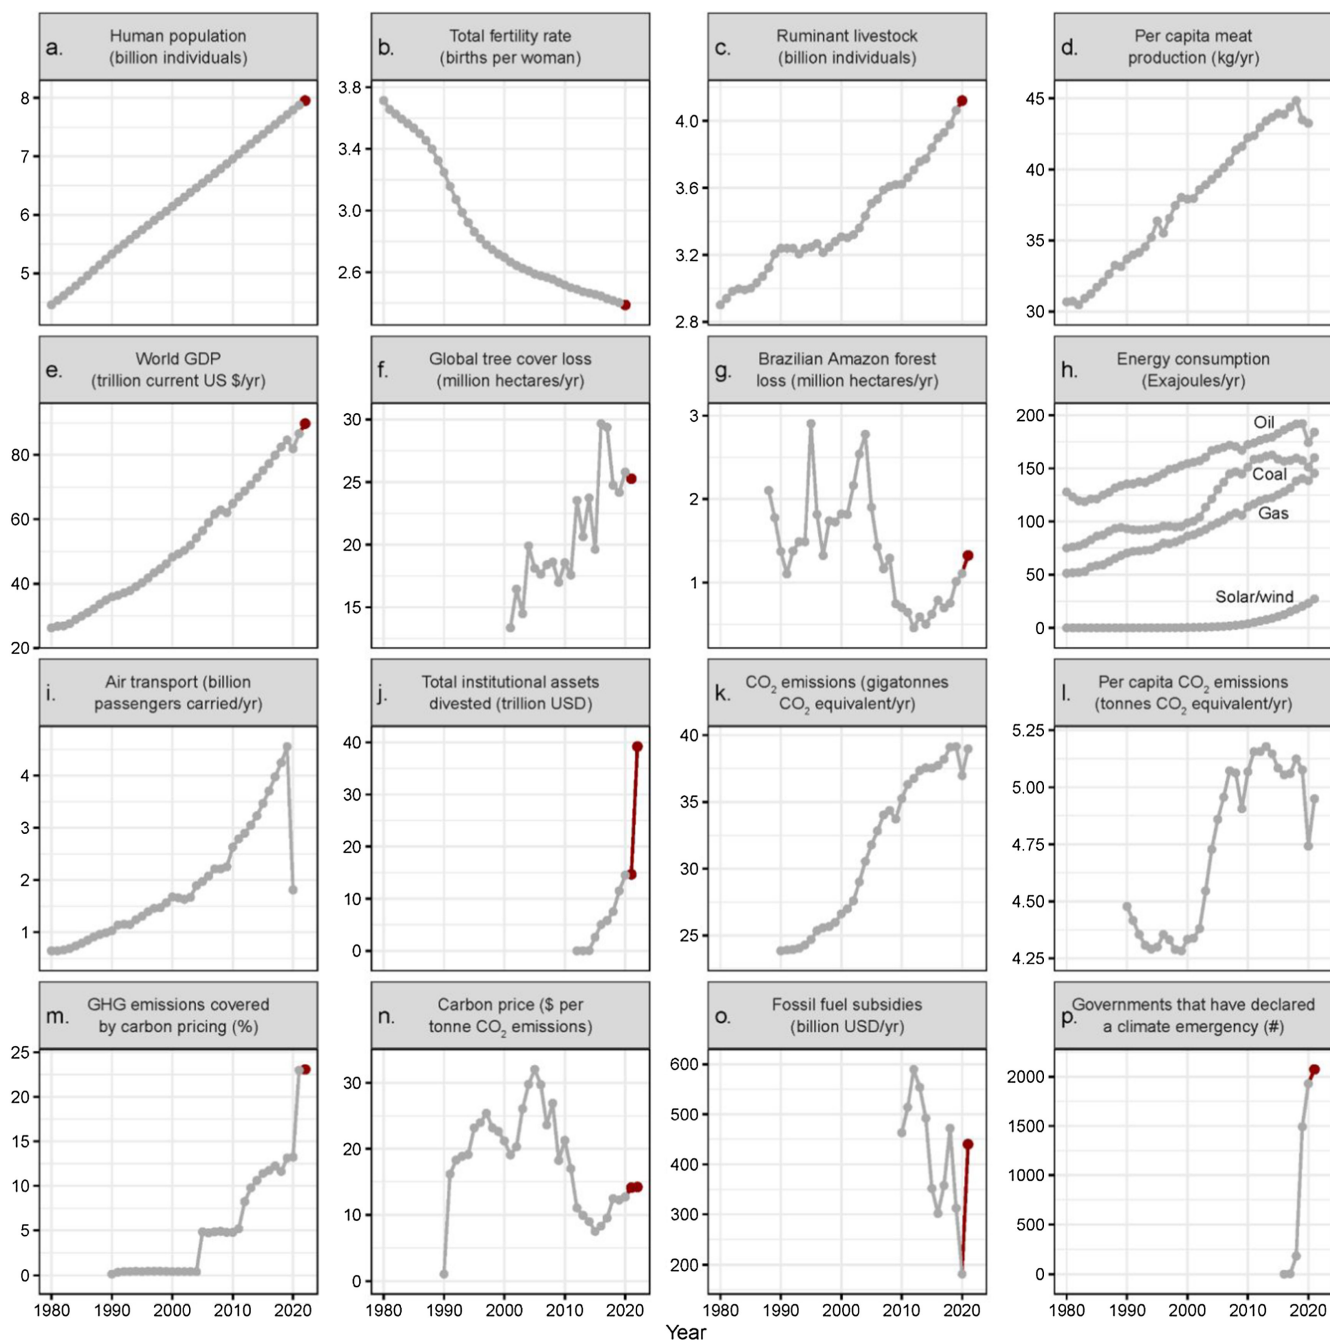 a. Human population
(billion individuals)
b. Total fertility rate
(births per woman)
c. Ruminant livestock
(billion individuals)
d. Per capita meat
production (kg/yr)
8
7
6
5
3.8
3.4
3.0
2.6
4.0
3.6
3.2
2.8
45
40
35
30
e. World GDP
(trillion current US $/yr)
f. Global tree cover loss
(million hectares/yr)
g. Brazilian Amazon forest
loss (million hectares/yr)
h. Energy consumption
(Exajoules/yr)
80
60
40
20
30
25
20
15
3
2
1
200
150
100
50
0
Oil
Coal
Gas
Solar/wind
i. Air transport (billion
passengers carried/yr)
j. Total institutional assets
divested (trillion USD)
k. CO₂ emissions (gigatonnes
CO₂ equivalent/yr)
l. Per capita CO₂ emissions
(tonnes CO₂ equivalent/yr)
4
3
2
1
40
30
20
10
0
40
35
30
25
5.25
5.00
4.75
4.50
4.25
m. GHG emissions covered
by carbon pricing (%)
n. Carbon price ($ per
tonne CO₂ emissions)
o. Fossil fuel subsidies
(billion USD/yr)
p. Governments that have declared
a climate emergency (#)
25
20
15
10
5
0
30
20
10
0
600
500
400
300
200
2000
1500
1000
500
0
1980 1990 2000 2010 2020
1980 1990 2000 2010 2020
1980 1990 2000 2010 2020
1980 1990 2000 2010 2020
Year